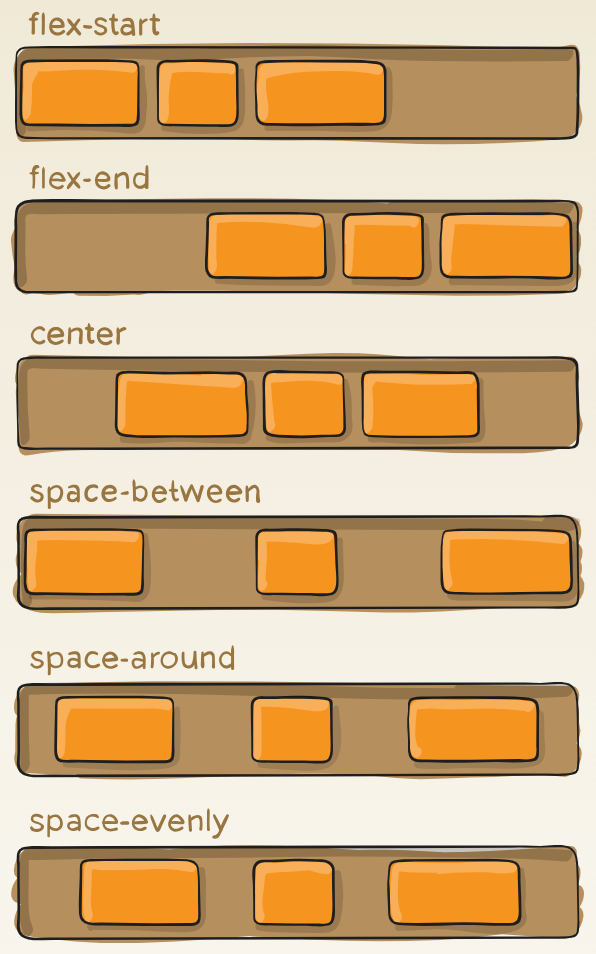 flex-start
flex-end
center
space-between
space-around
space-evenly